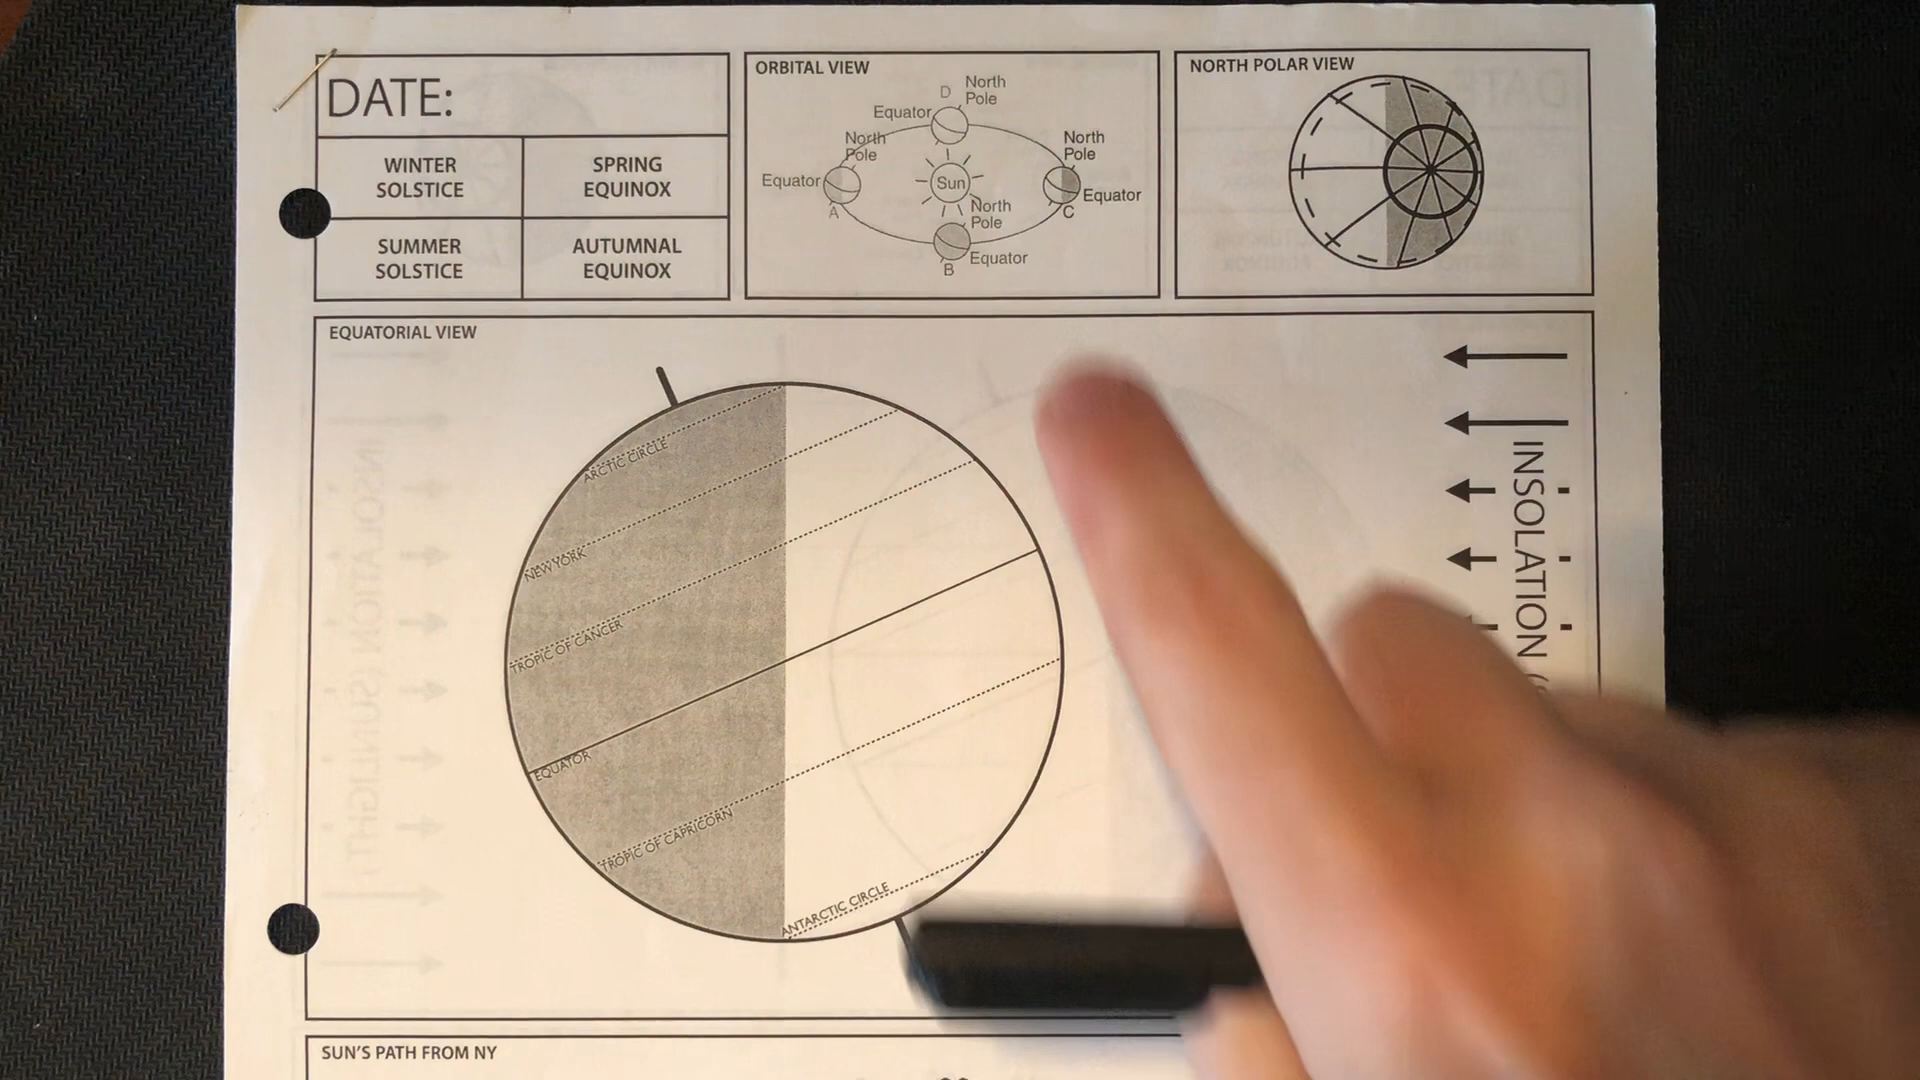 DATE:
WINTER
SOLSTICE
SPRING
EQUINOX
SUMMER
SOLSTICE
AUTUMNAL
EQUINOX
ORBITAL VIEW
D
North
Pole
Equator
North
Pole
North
Pole
Equator
Sun
Equator
A
North
Pole
C
Equator
B
NORTH POLAR VIEW
EQUATORIAL VIEW
ARCTIC CIRCLE
NEW YORK
TROPIC OF CANCER
EQUATOR
TROPIC OF CAPRICORN
ANTARCTIC CIRCLE
INSOLATION (
SUN'S PATH FROM NY